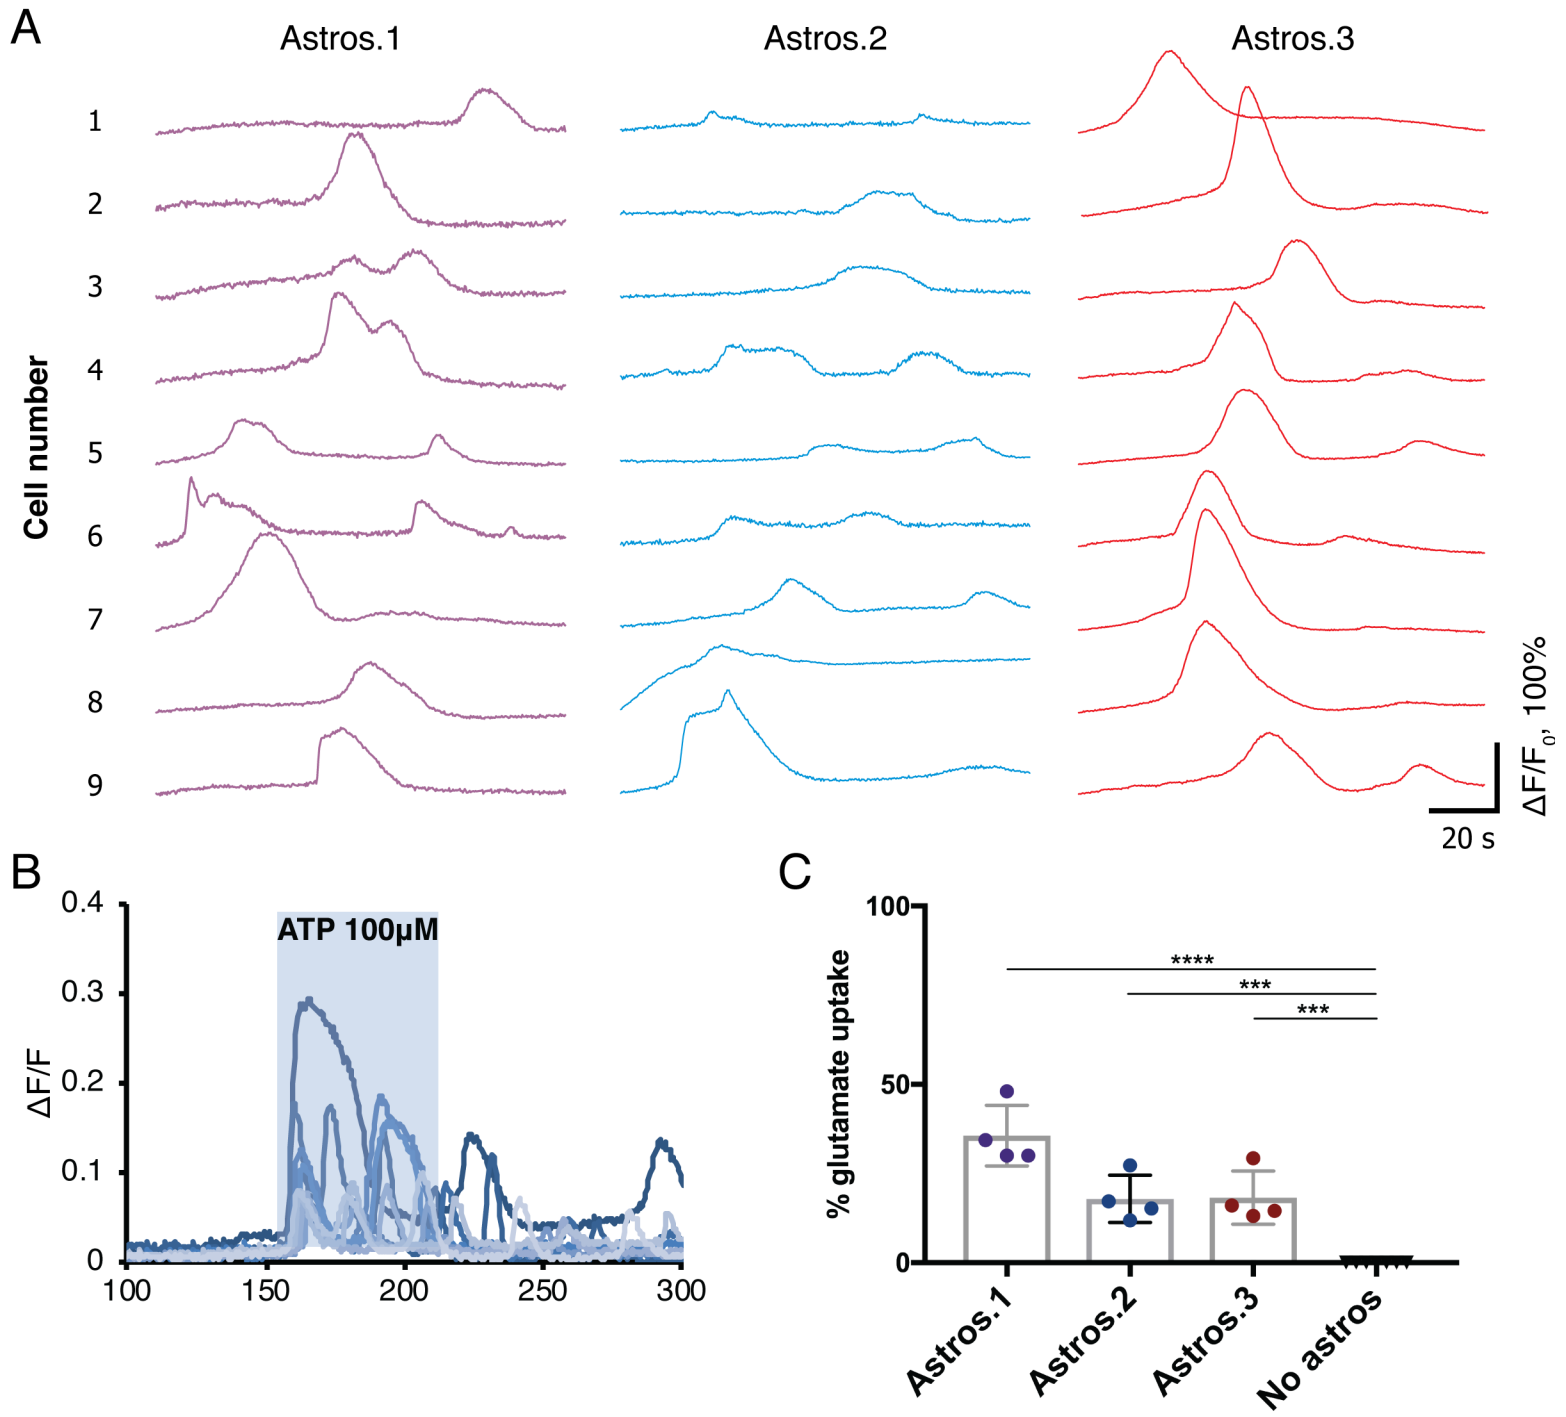 A
Astros.1
Astros.2
Astros.3
Cell number
1
2
3
4
5
6
7
8
9
ΔF/F₀, 100%
20 s
B
ΔF/F
0.4
0.3
0.2
0.1
0
ATP 100µM
100
150
200
250
300
C
% glutamate uptake
100
50
0
****
***
***
Astros.1
Astros.2
Astros.3
No astros